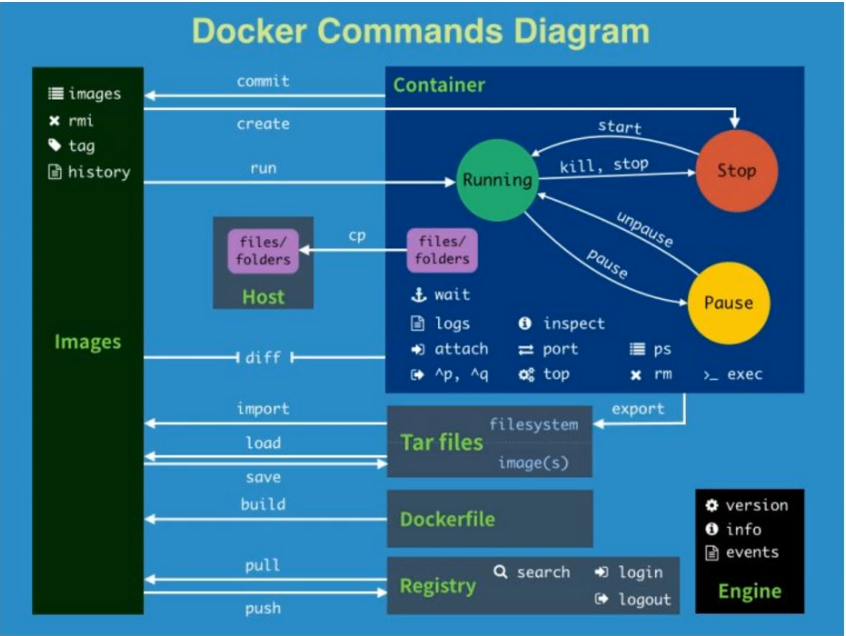 Docker Commands Diagram
images
rmi
tag
history
Images
commit
create
run
Container
Running
start
kill, stop
Stop
unpause
pause
Pause
files/
folders
Host
cp
files/
folders
wait
logs
attach
^p, ^q
inspect
port
top
ps
rm
exec
diff
import
load
save
export
Tar files
filesystem
image(s)
build
Dockerfile
pull
push
Registry
search
login
logout
version
info
events
Engine